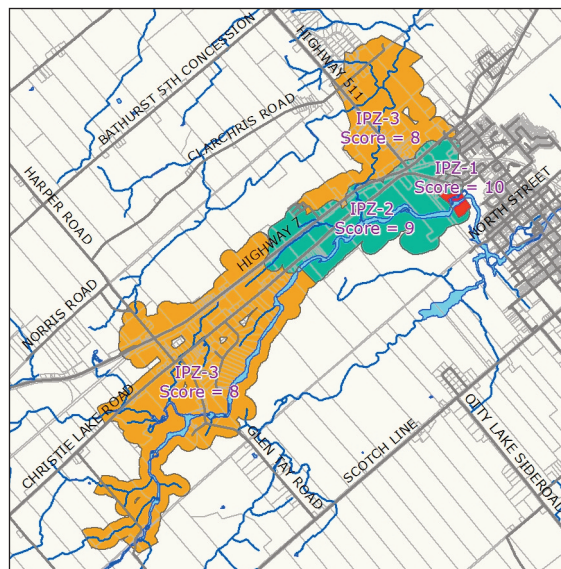 HIGHWAY 511
BATHURST 5TH CONCESSION
CLARCHRIS ROAD
IPZ-3
Score = 8
HARPER ROAD
IPZ-1
Score = 10
NORTH STREET
IPZ-2
Score = 9
HIGHWAY 7
NORRIS ROAD
IPZ-3
Score = 8
CHRISTIE LAKE ROAD
GLEN TAY ROAD
SCOTCH LINE
OTTY LAKE SIDEROAD